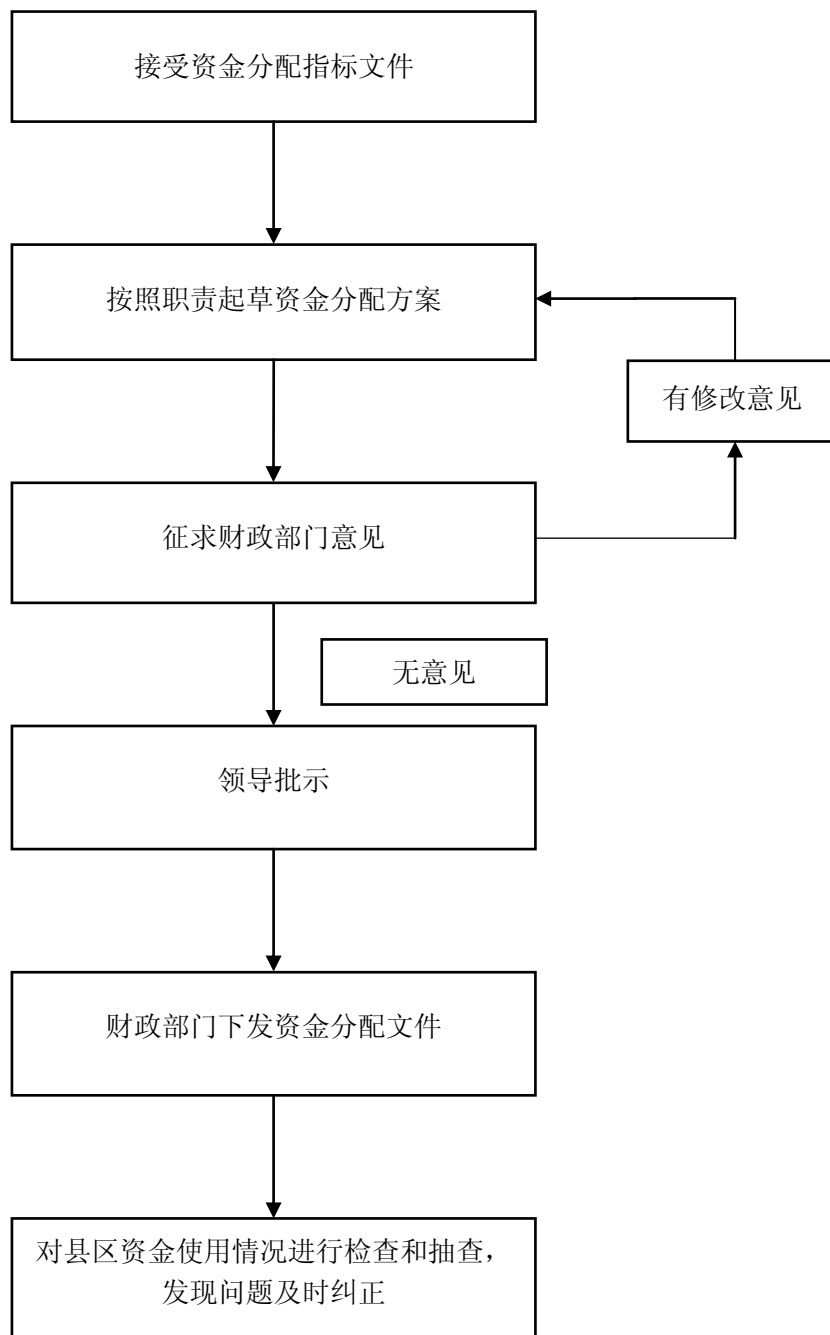 接受资金分配指标文件
按照职责起草资金分配方案
有修改意见
征求财政部门意见
无意见
领导批示
财政部门下发资金分配文件
对县区资金使用情况进行检查和抽查，
发现问题及时纠正